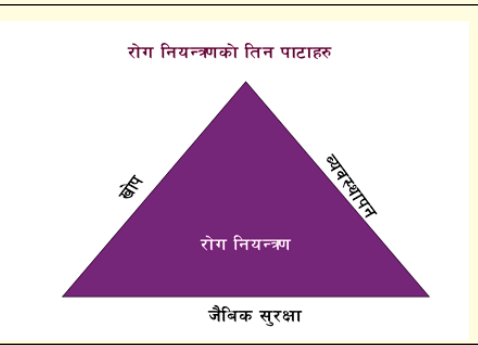 रोग नियन्त्रणको तिन पाटाहरु
खोप
व्यवस्थापन
रोग नियन्त्रण
जैबिक सुरक्षा